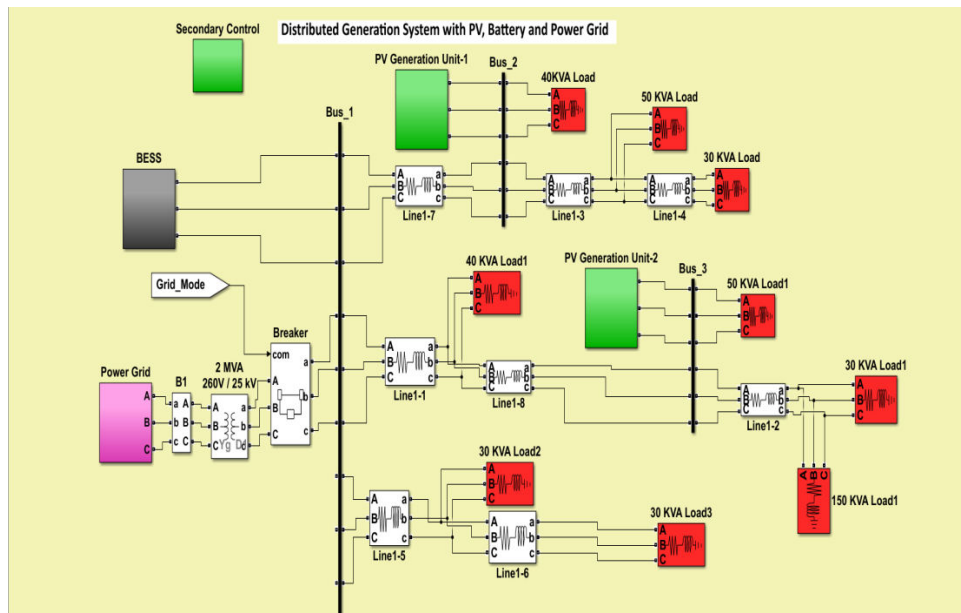 Secondary Control
Distributed Generation System with PV, Battery and Power Grid
PV Generation Unit-1
Bus_2
40KVA Load
A
B
C
50 KVA Load
A
B
C
30 KVA Load
A
B
C
Bus_1
BESS
A
B
C
a
b
c
Line1-7
A
B
C
a
b
c
Line1-3
A
B
C
a
b
c
Line1-4
40 KVA Load1
A
B
C
PV Generation Unit-2
Bus_3
50 KVA Load1
A
B
C
Grid_Mode
Breaker
com
A
B
C
a
b
c
2 MVA
260V / 25 kV
A
B
C
a
b
c
Yg Dd
B1
a
b
c
A
B
C
Power Grid
A
B
C
A
B
C
a
b
c
Line1-1
A
B
C
a
b
c
Line1-8
A
B
C
a
b
c
Line1-2
30 KVA Load1
A
B
C
A
B
C
150 KVA Load1
30 KVA Load2
A
B
C
A
B
C
a
b
c
Line1-5
A
B
C
a
b
c
Line1-6
30 KVA Load3
A
B
C